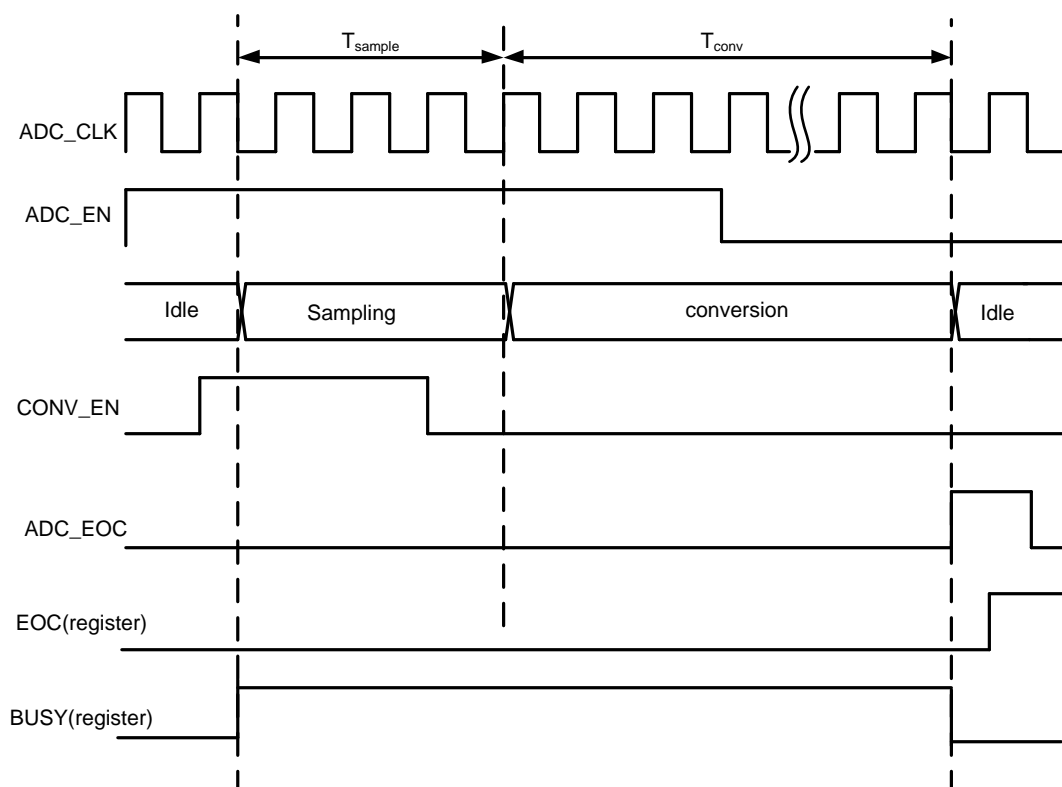 Tsample
Tconv
ADC_CLK
ADC_EN
Idle
Sampling
conversion
Idle
CONV_EN
ADC_EOC
EOC(register)
BUSY(register)